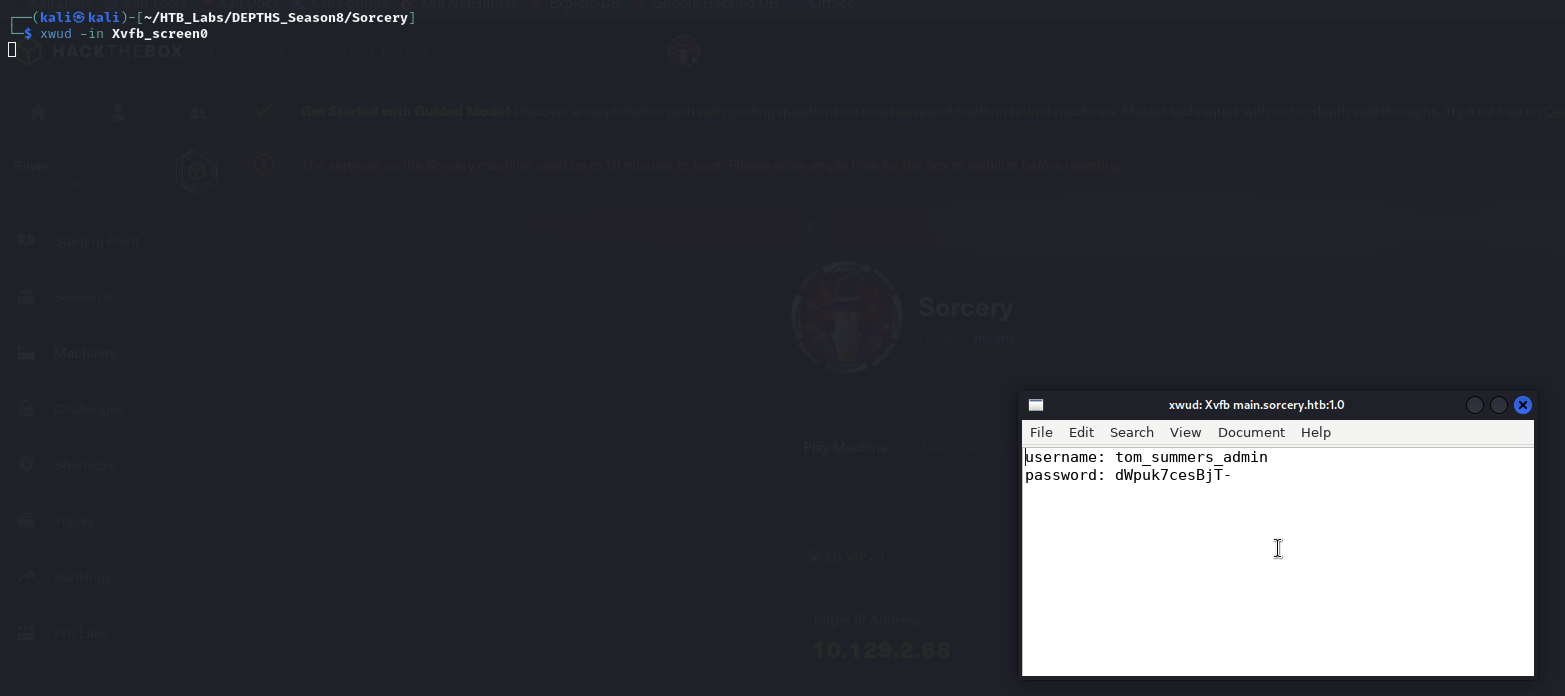 ┌──(kali㉿kali)-[~/HTB_Labs/DEPTHS_Season8/Sorcery]
└─$ xwud -in Xvfb_screen0
HACKTHEBOX
Get Started with Guided Mode! Discover an exploitation path with guiding questions on most easy and medium retired machines. Master techniques with our in-depth walkthroughs. Try it for free on
Silver
The services on the Sorcery machine need up to 10 minutes to boot. Please allow ample time for the box to stabilize before resetting.
Starting Point
Season 8
Machines
Challenges
Sherlocks
Tracks
Rankings
Pro Labs
Sorcery
Insane
Play Machine
Target IP Address
10.129.2.68
xwud: Xvfb main.sorcery.htb:1.0
File Edit Search View Document Help
username: tom_summers_admin
password: dWpuk7cesBjT-